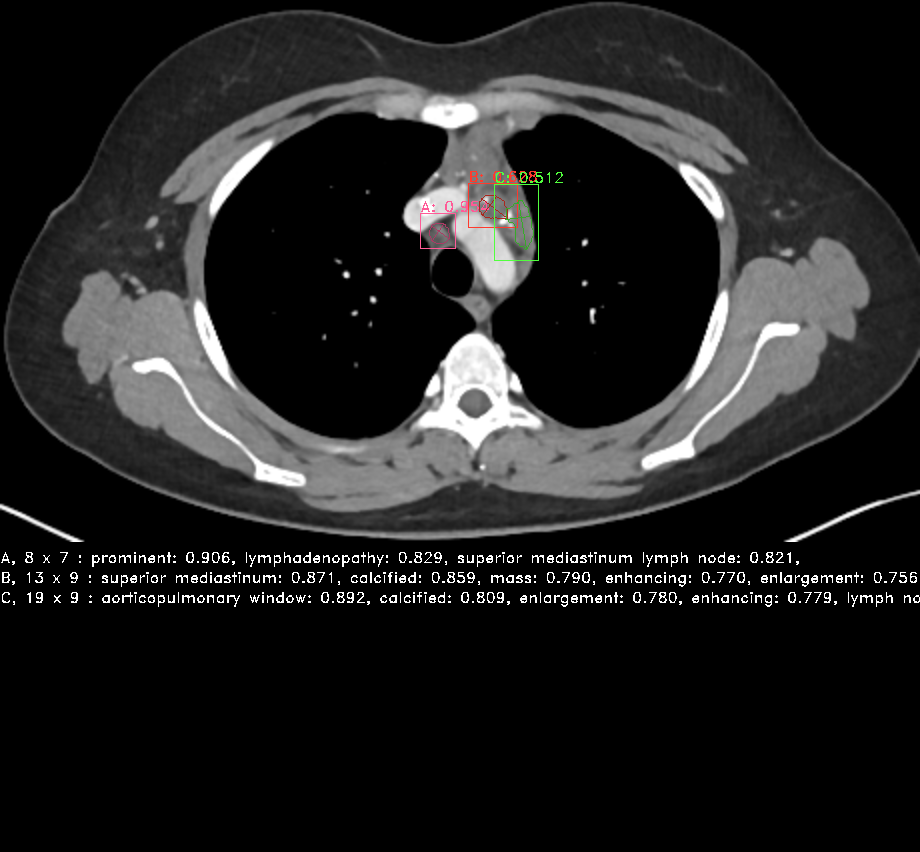 C: 0.512
A: 0.9
A, 8 x 7 : prominent: 0.906, lymphadenopathy: 0.829, superior mediastinum lymph node: 0.821,
B, 13 x 9 : superior mediastinum: 0.871, calcified: 0.859, mass: 0.790, enhancing: 0.770, enlargement: 0.756
C, 19 x 9 : aorticopulmonary window: 0.892, calcified: 0.809, enlargement: 0.780, enhancing: 0.779, lymph no